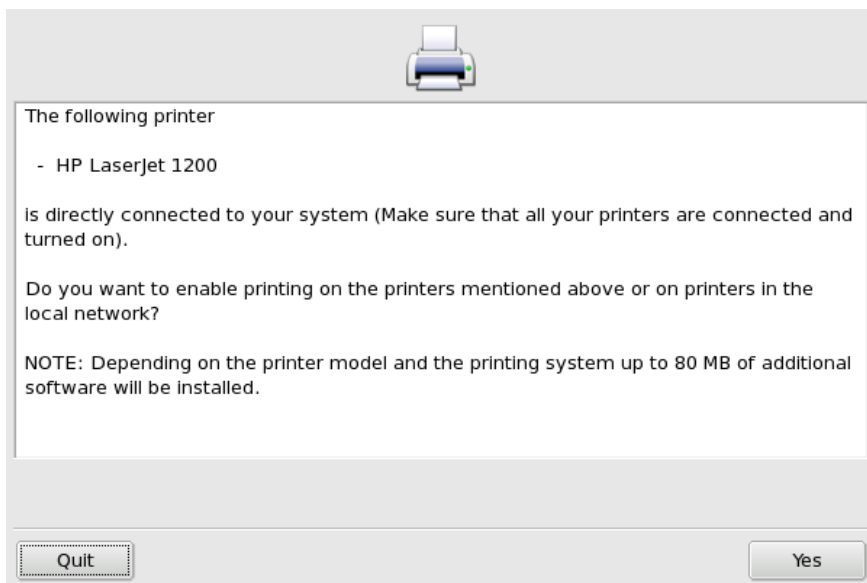 The following printer
- HP LaserJet 1200
is directly connected to your system (Make sure that all your printers are connected and
turned on).
Do you want to enable printing on the printers mentioned above or on printers in the
local network?
NOTE: Depending on the printer model and the printing system up to 80 MB of additional
software will be installed.
Quit
Yes